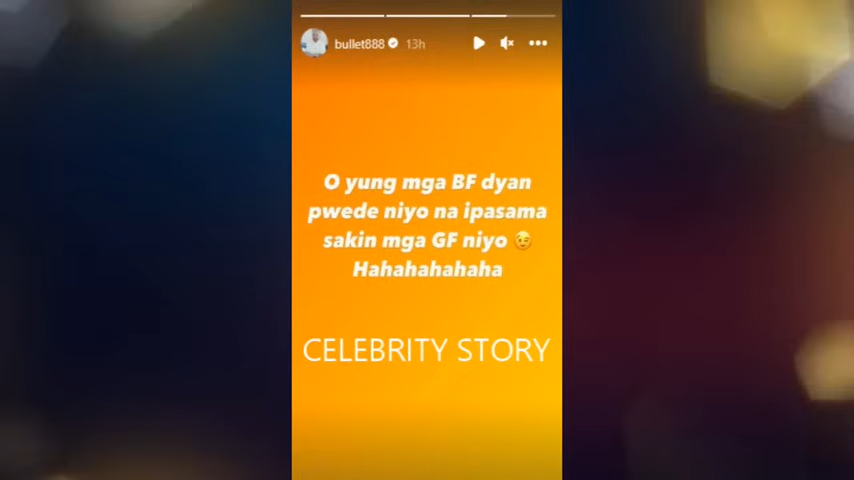 bullet888 13h
O yung mga BF dyan
pwede niyo na ipasama
sakin mga GF niyo 😉
Hahahahahaha
CELEBRITY STORY